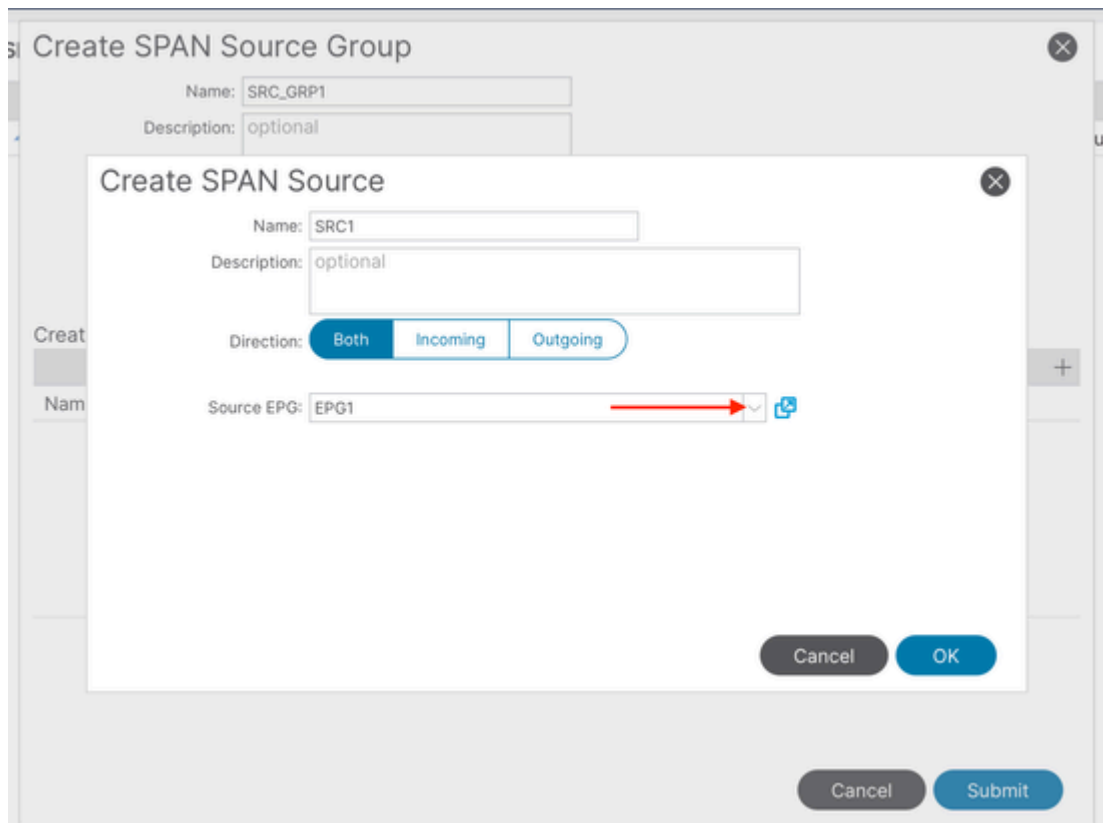 Create SPAN Source Group
Name: SRC_GRP1
Description: optional
Create SPAN Source
Name: SRC1
Description: optional
Direction: Both Incoming Outgoing
Source EPG: EPG1
Creat
Nam
Cancel OK
Cancel Submit